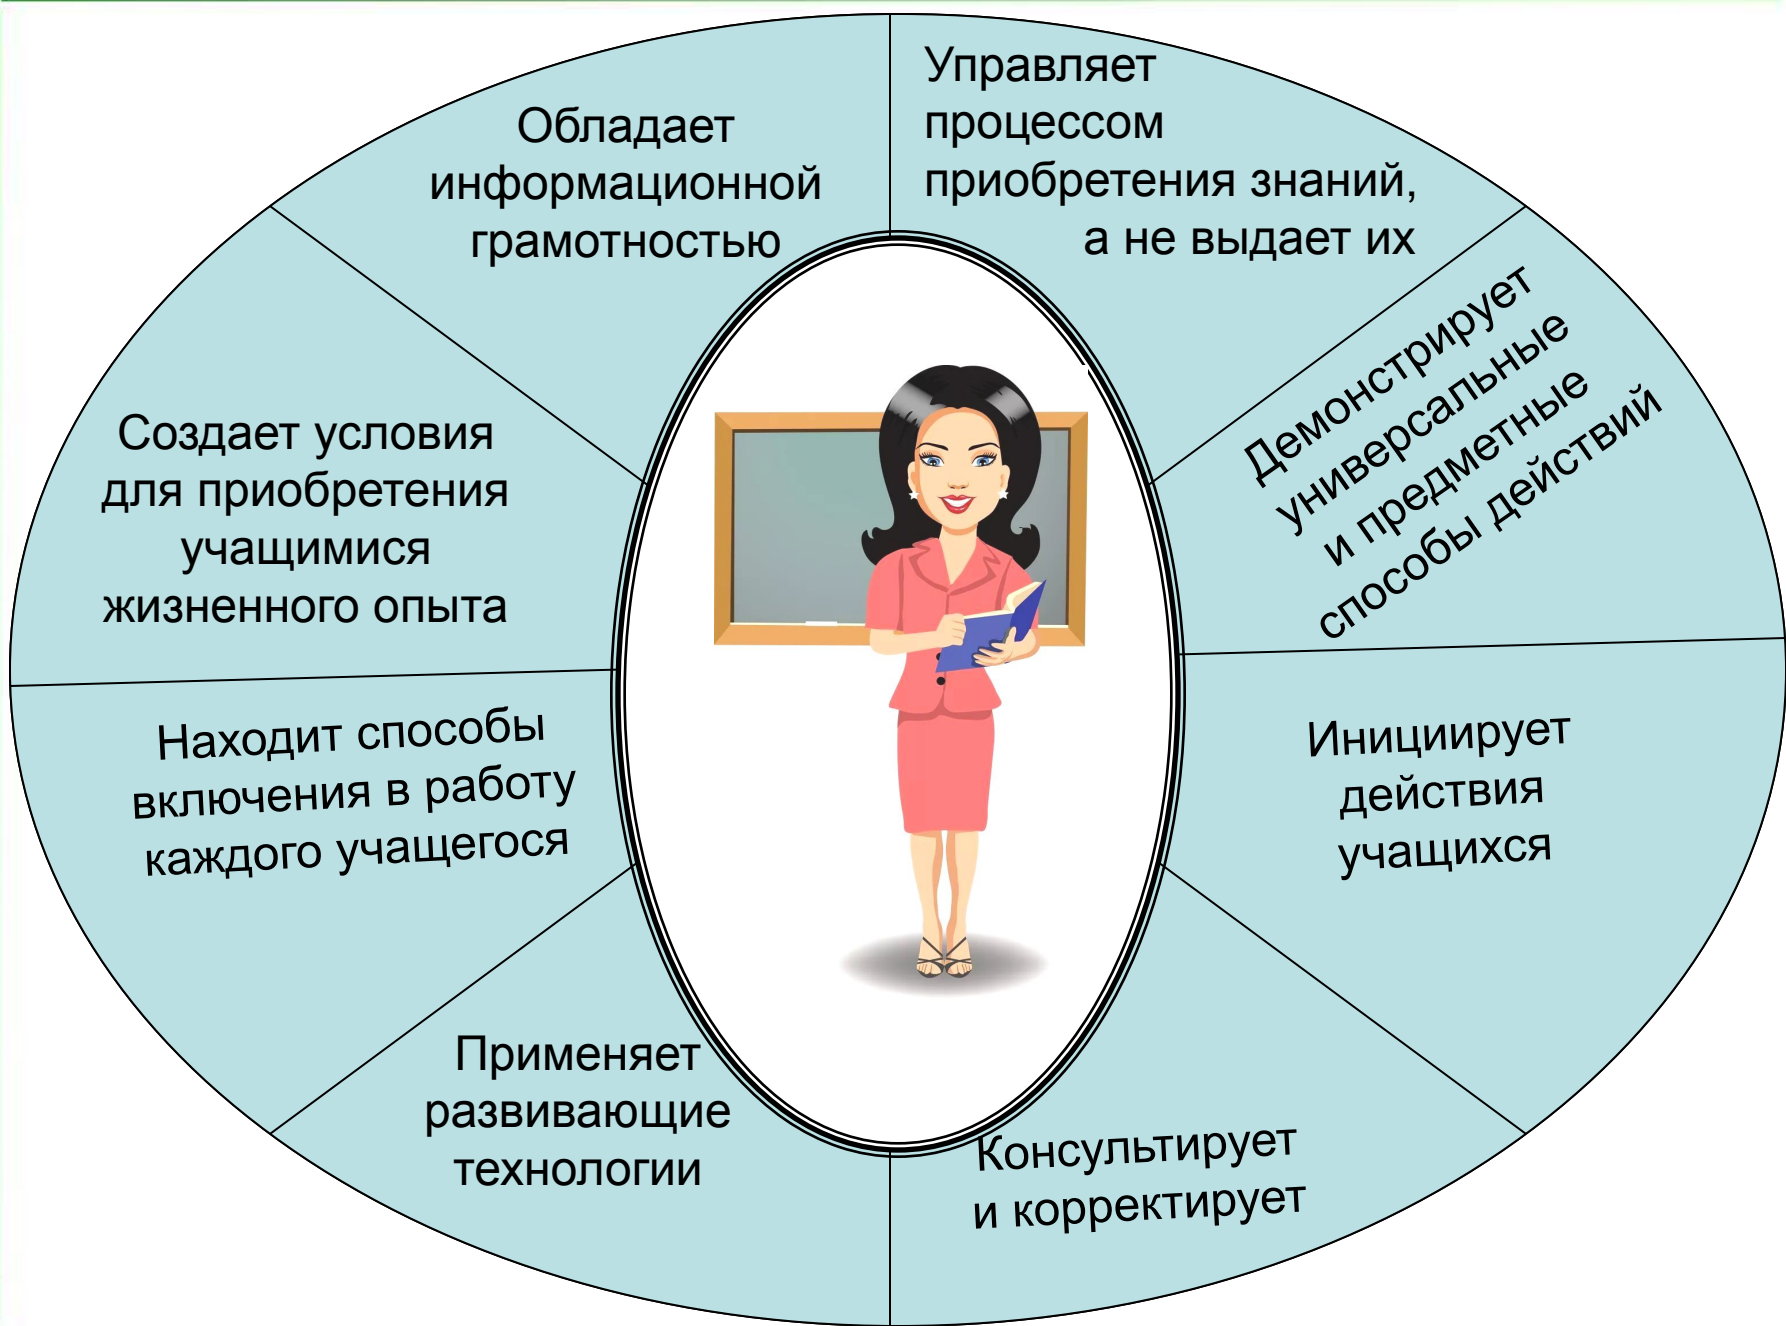 Обладает
информационной
грамотностью
Управляет
процессом
приобретения знаний,
а не выдает их
Демонстрирует
универсальные
и предметные
способы действий
Инициирует
действия
учащихся
Консультирует
и корректирует
Применяет
развивающие
технологии
Находит способы
включения в работу
каждого учащегося
Создает условия
для приобретения
учащимися
жизненного опыта